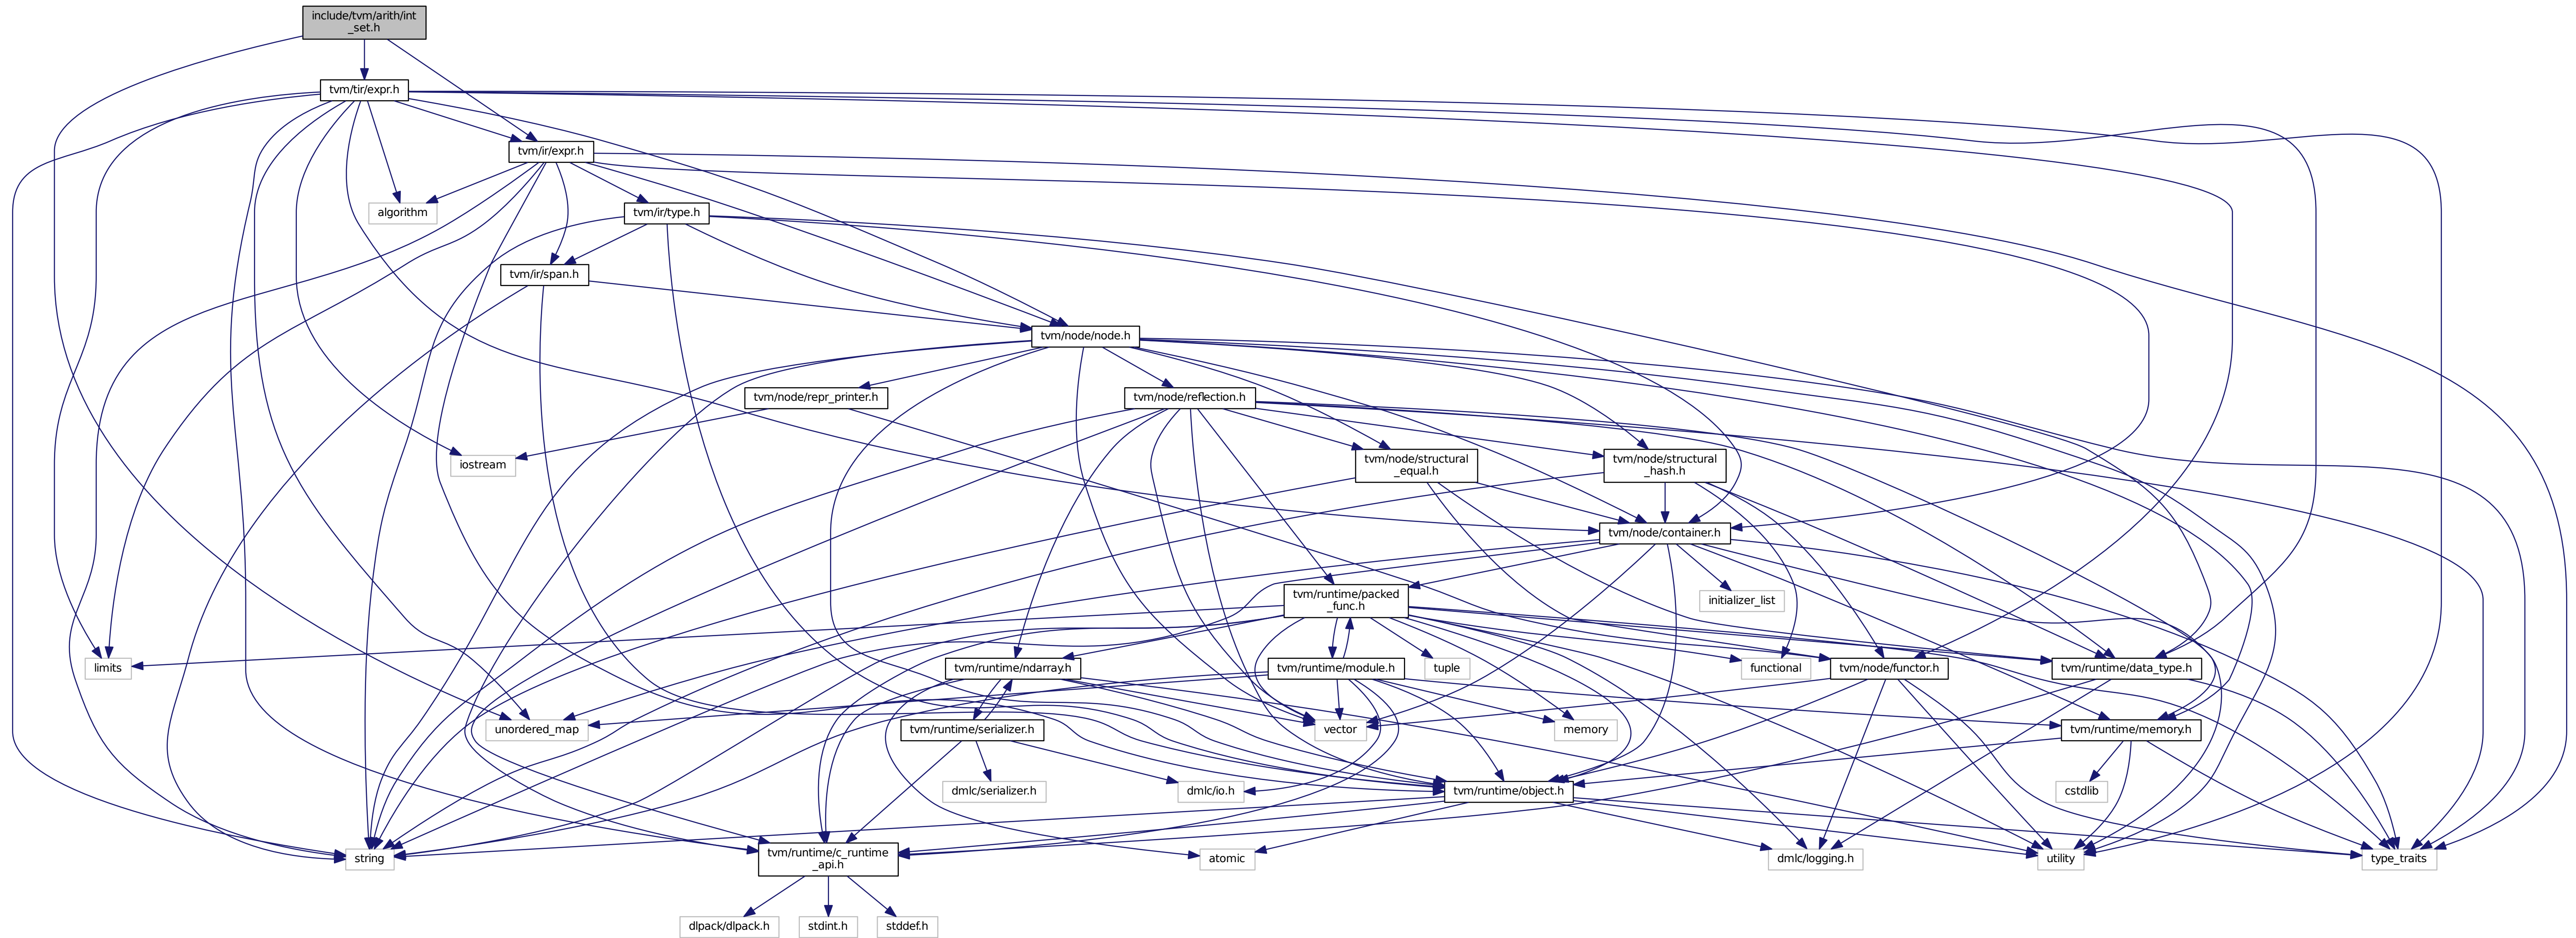 include/tvm/arith/int
_set.h
tvm/tir/expr.h
tvm/ir/expr.h
algorithm
tvm/ir/type.h
tvm/ir/span.h
tvm/node/node.h
tvm/node/repr_printer.h
tvm/node/reflection.h
iostream
tvm/node/structural
_equal.h
tvm/node/structural
_hash.h
tvm/node/container.h
tvm/runtime/packed
_func.h
initializer_list
limits
tvm/runtime/ndarray.h
tvm/runtime/module.h
tuple
functional
tvm/node/functor.h
tvm/runtime/data_type.h
unordered_map
tvm/runtime/serializer.h
vector
memory
tvm/runtime/memory.h
dmlc/serializer.h
dmlc/io.h
tvm/runtime/object.h
cstdlib
string
tvm/runtime/c_runtime
_api.h
atomic
dmlc/logging.h
utility
type_traits
dlpack/dlpack.h
stdint.h
stddef.h